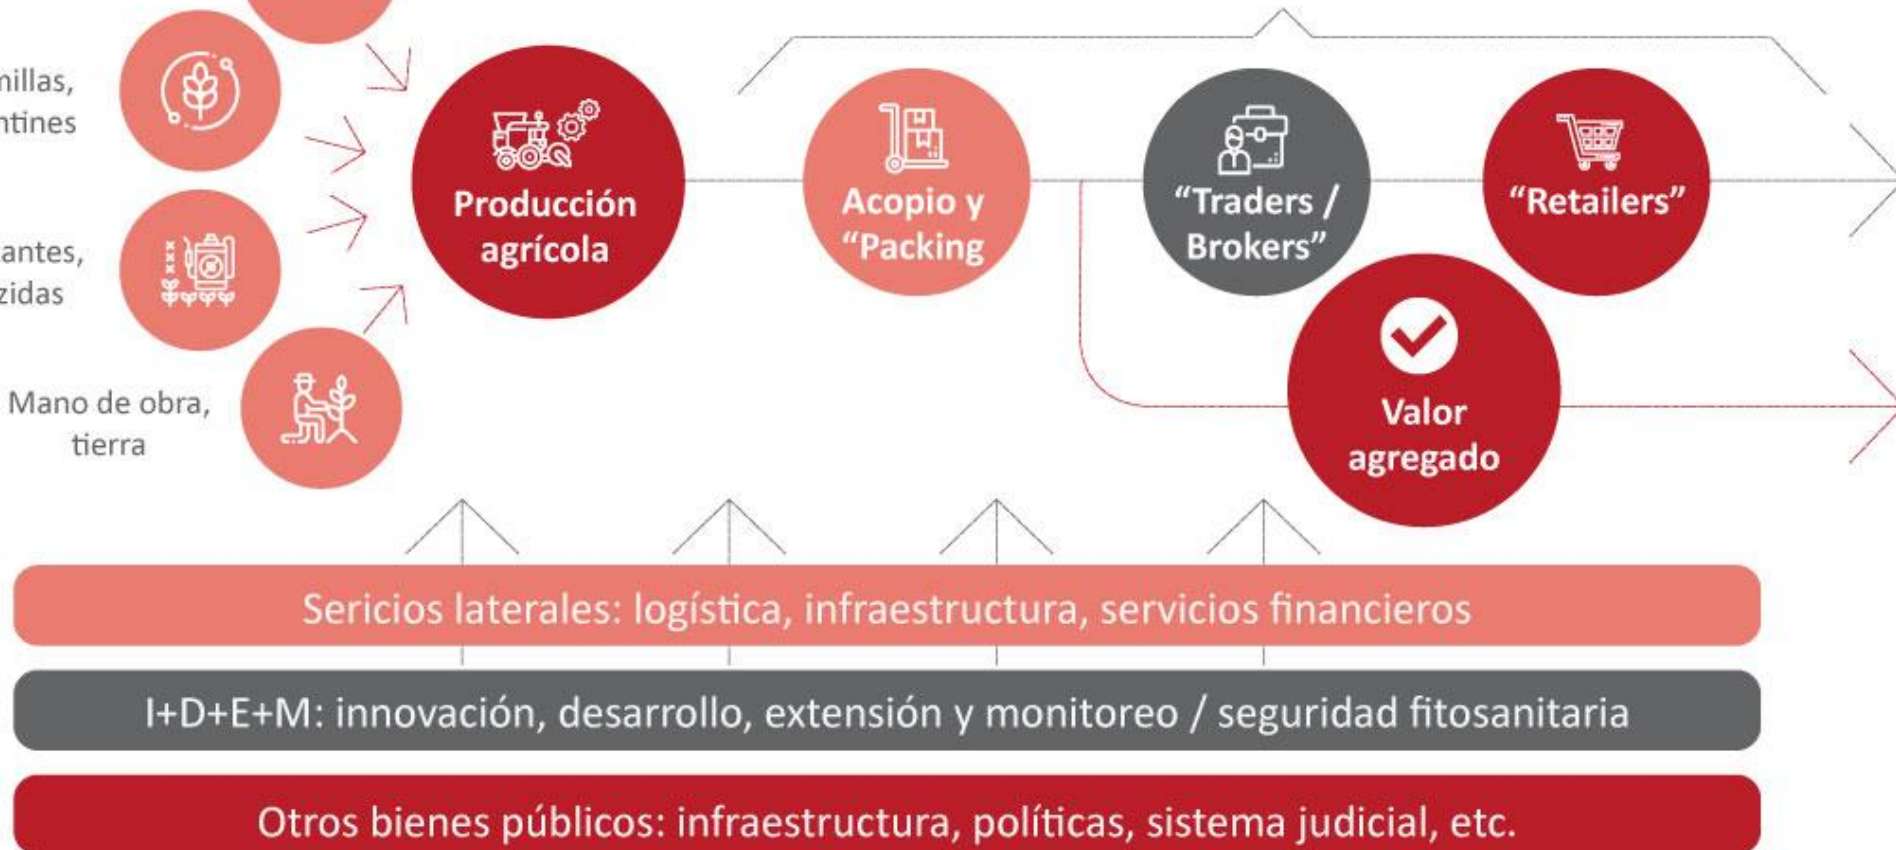 nillas,
ntines
antes,
zidas
Mano de obra,
tierra
Producción
agrícola
Acopio y
“Packing
“Traders /
Brokers”
“Retailers”
Valor
agregado
Sericios laterales: logística, infraestructura, servicios financieros
I+D+E+M: innovación, desarrollo, extensión y monitoreo / seguridad fitosanitaria
Otros bienes públicos: infraestructura, políticas, sistema judicial, etc.